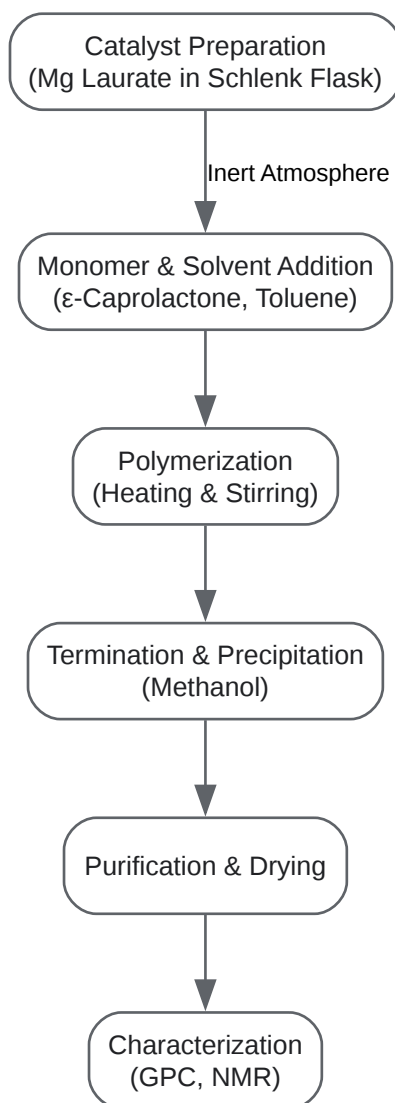 Catalyst Preparation
(Mg Laurate in Schlenk Flask)
Inert Atmosphere
Monomer & Solvent Addition
(ε-Caprolactone, Toluene)
Polymerization
(Heating & Stirring)
Termination & Precipitation
(Methanol)
Purification & Drying
Characterization
(GPC, NMR)